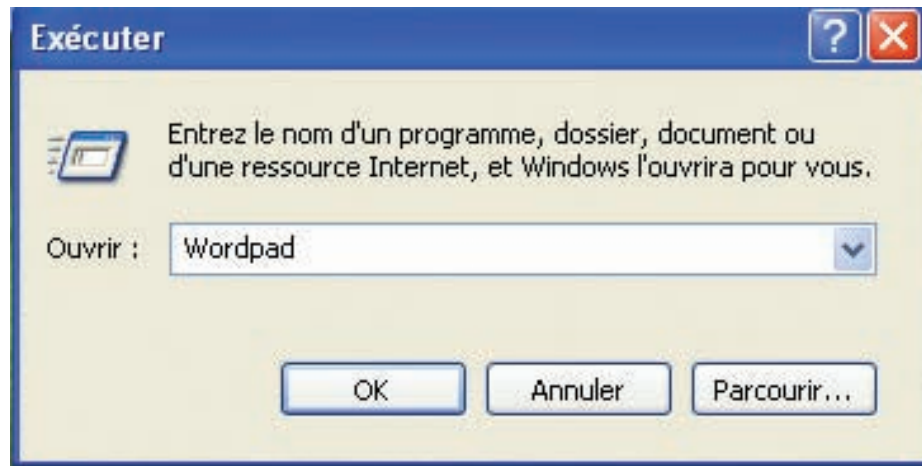 Exécuter
Entrez le nom d'un programme, dossier, document ou
d'une ressource Internet, et Windows l'ouvrira pour vous.
Ouvrir : Wordpad
OK Annuler Parcourir...